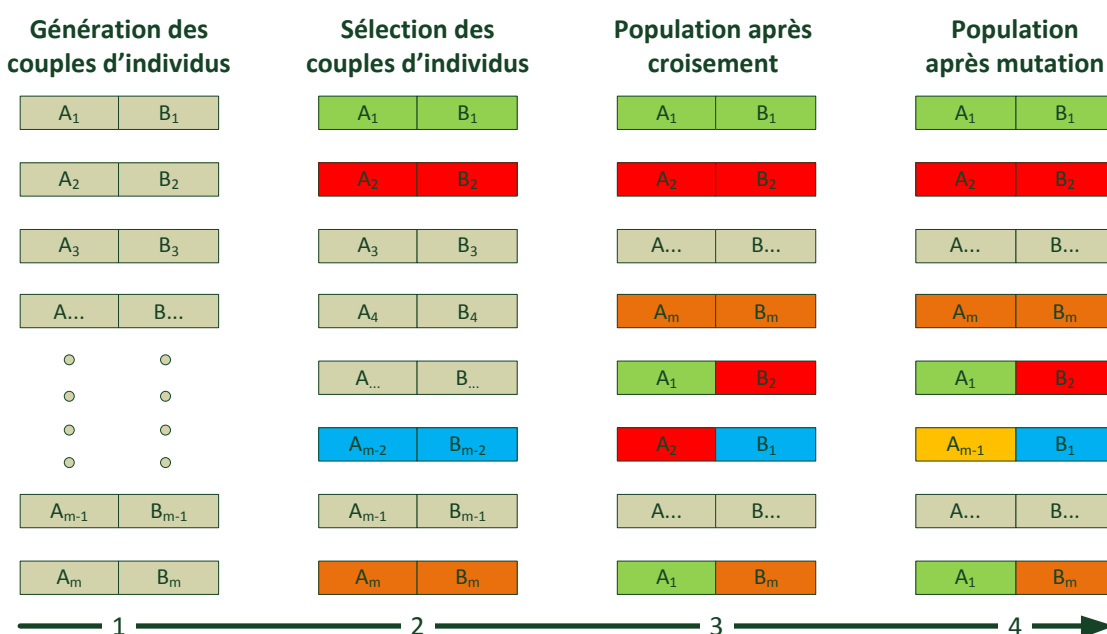 Génération des
couples d'individus
A1 B1
A2 B2
A3 B3
A... B...
Am-1 Bm-1
Am Bm
Sélection des
couples d'individus
A1 B1
A2 B2
A3 B3
A4 B4
A... B...
Am-2 Bm-2
Am-1 Bm-1
Am Bm
Population après
croisement
A1 B1
A2 B2
A... B...
Am Bm
A1 B2
A2 B1
A... B...
A1 Bm
Population
après mutation
A1 B1
A2 B2
A... B...
Am Bm
A1 B2
Am-1 B1
A... B...
A1 Bm
1 2 3 4